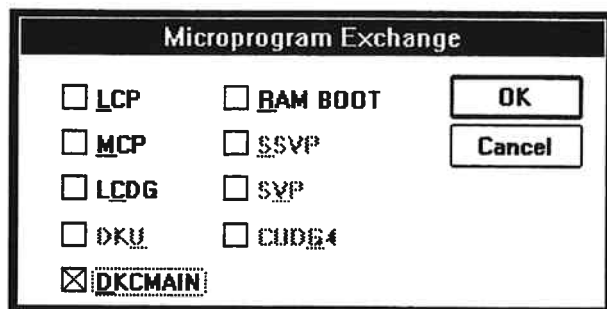 Microprogram Exchange
LCP
RAM BOOT
OK
MCP
SSVP
Cancel
LCDG
SVP
DKU
CUDG4
DKCMAIN